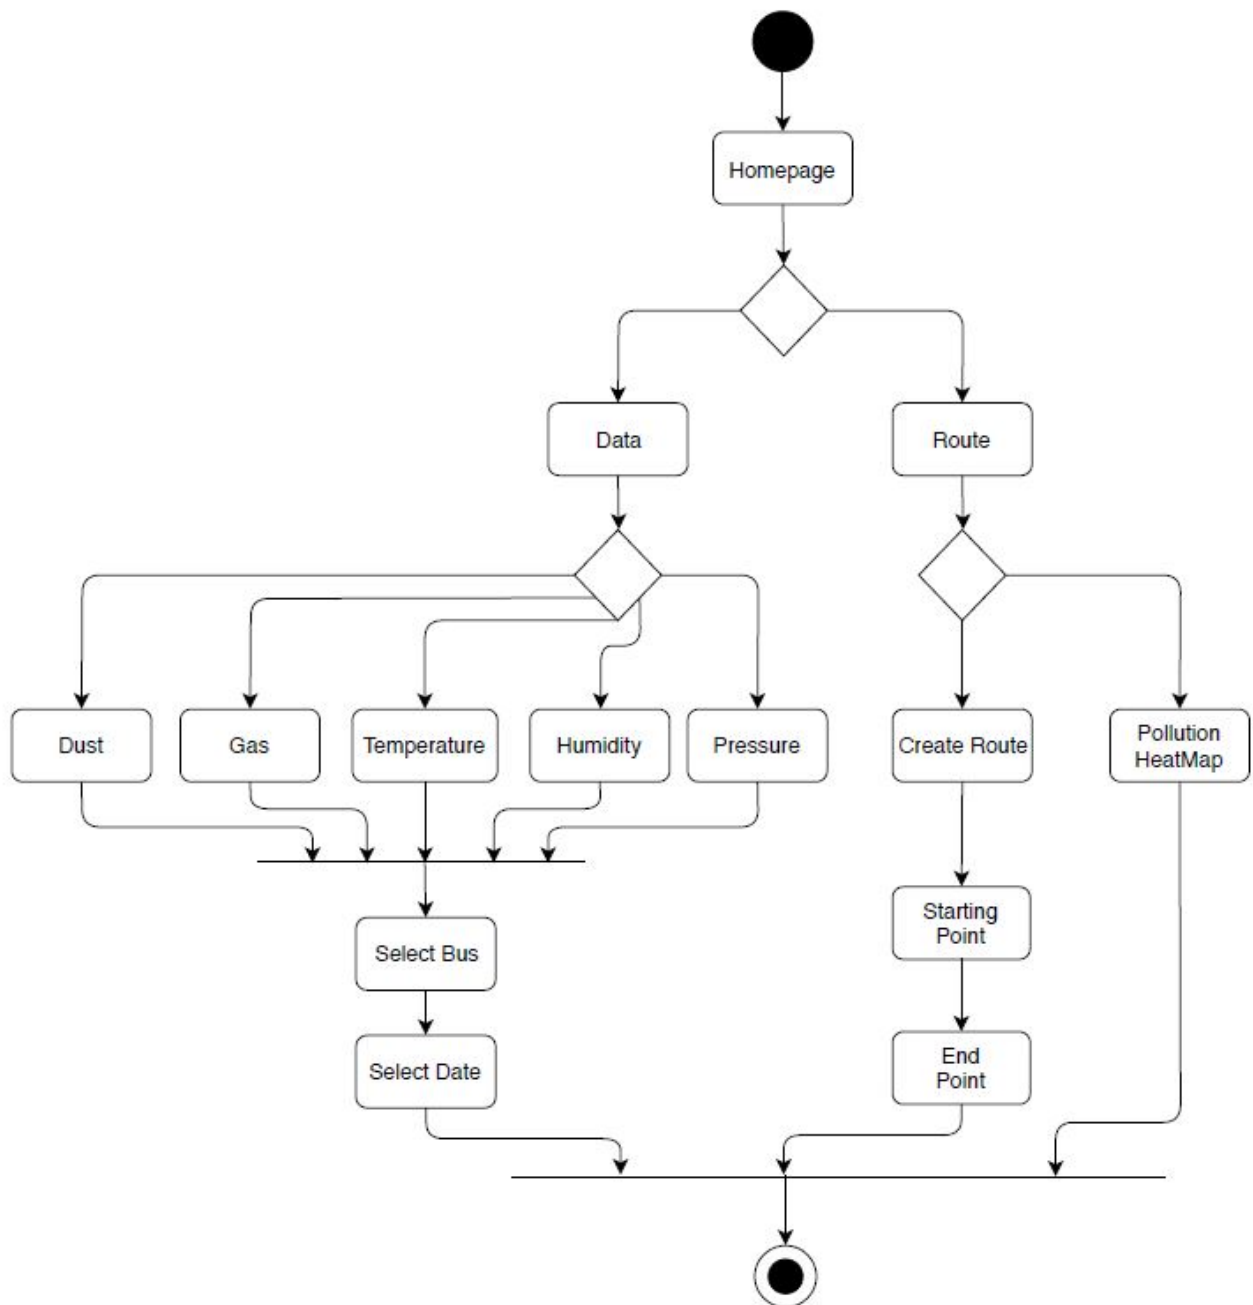 Homepage
Data
Route
Dust
Gas
Temperature
Humidity
Pressure
Create Route
Pollution
HeatMap
Starting
Point
Select Bus
End
Point
Select Date